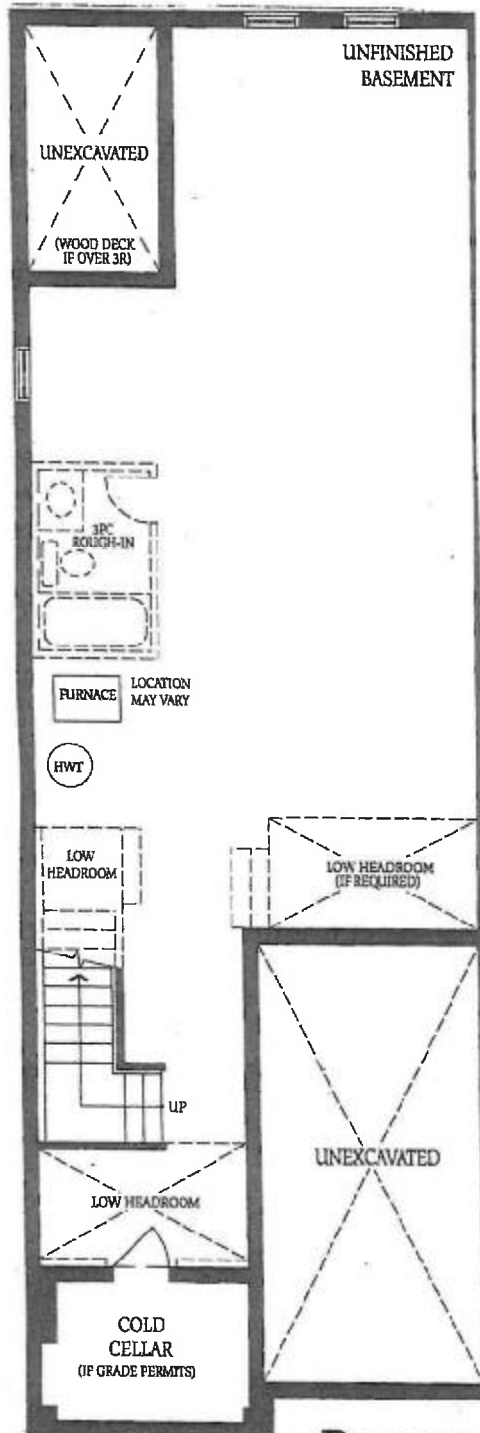 UNFINISHED
BASEMENT
UNEXCAVATED
(WOOD DECK
IF OVER 3R)
3PC
ROUGH-IN
FURNACE
LOCATION
MAY VARY
HWT
LOW
HEADROOM
LOW HEADROOM
(IF REQUIRED)
UP
UNEXCAVATED
LOW HEADROOM
COLD
CELLAR
(IF GRADE PERMITS)